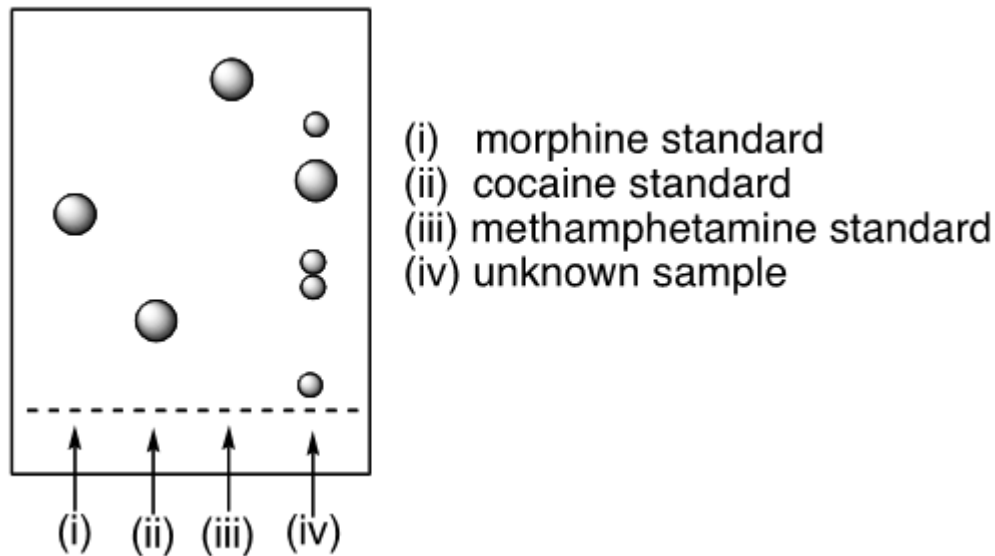 (i) morphine standard
(ii) cocaine standard
(iii) methamphetamine standard
(iv) unknown sample
(i) (ii) (iii) (iv)